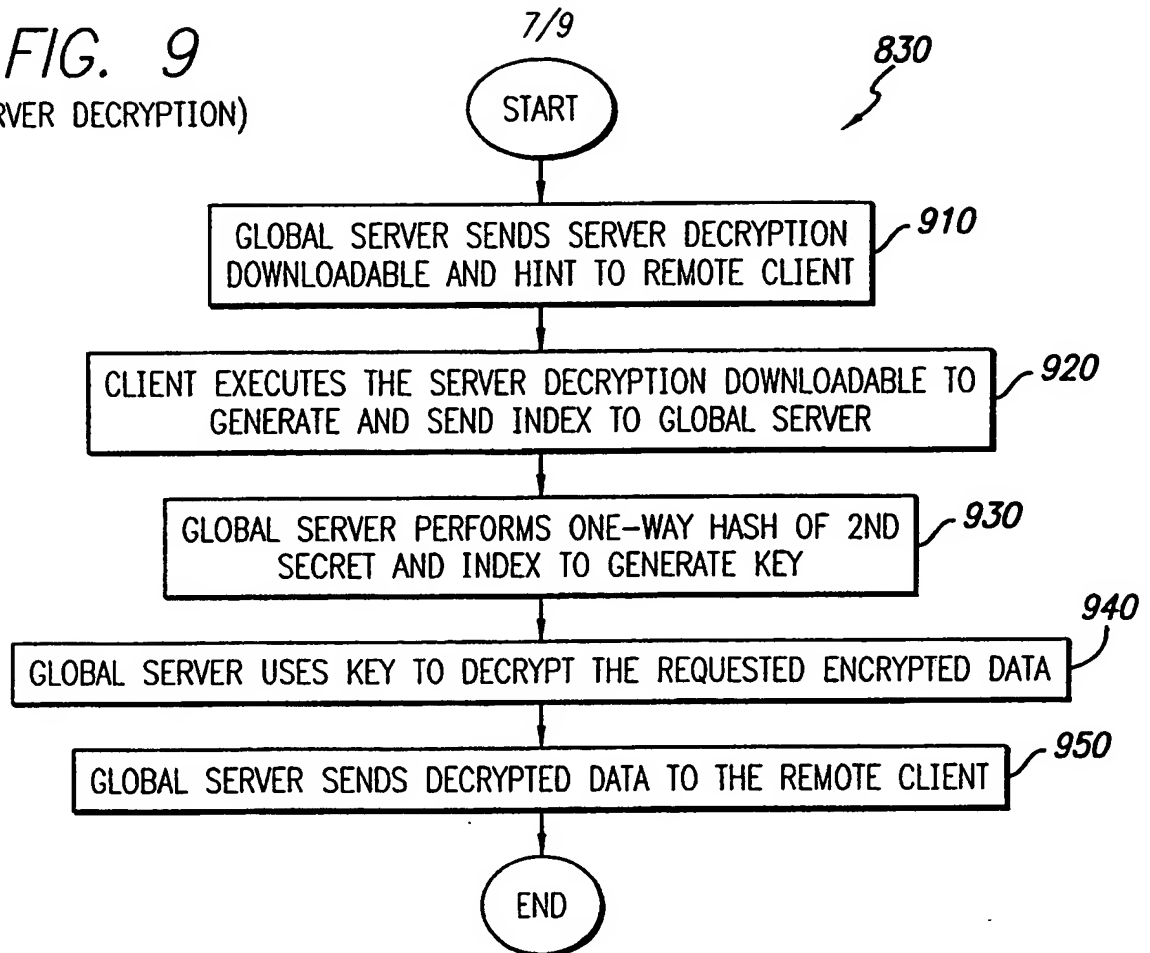 FIG. 9
7/9
RVER DECRYPTION)
830
START
GLOBAL SERVER SENDS SERVER DECRYPTION
DOWNLOADABLE AND HINT TO REMOTE CLIENT
910
CLIENT EXECUTES THE SERVER DECRYPTION DOWNLOADABLE TO
GENERATE AND SEND INDEX TO GLOBAL SERVER
920
GLOBAL SERVER PERFORMS ONE-WAY HASH OF 2ND
SECRET AND INDEX TO GENERATE KEY
930
GLOBAL SERVER USES KEY TO DECRYPT THE REQUESTED ENCRYPTED DATA
940
GLOBAL SERVER SENDS DECRYPTED DATA TO THE REMOTE CLIENT
950
END